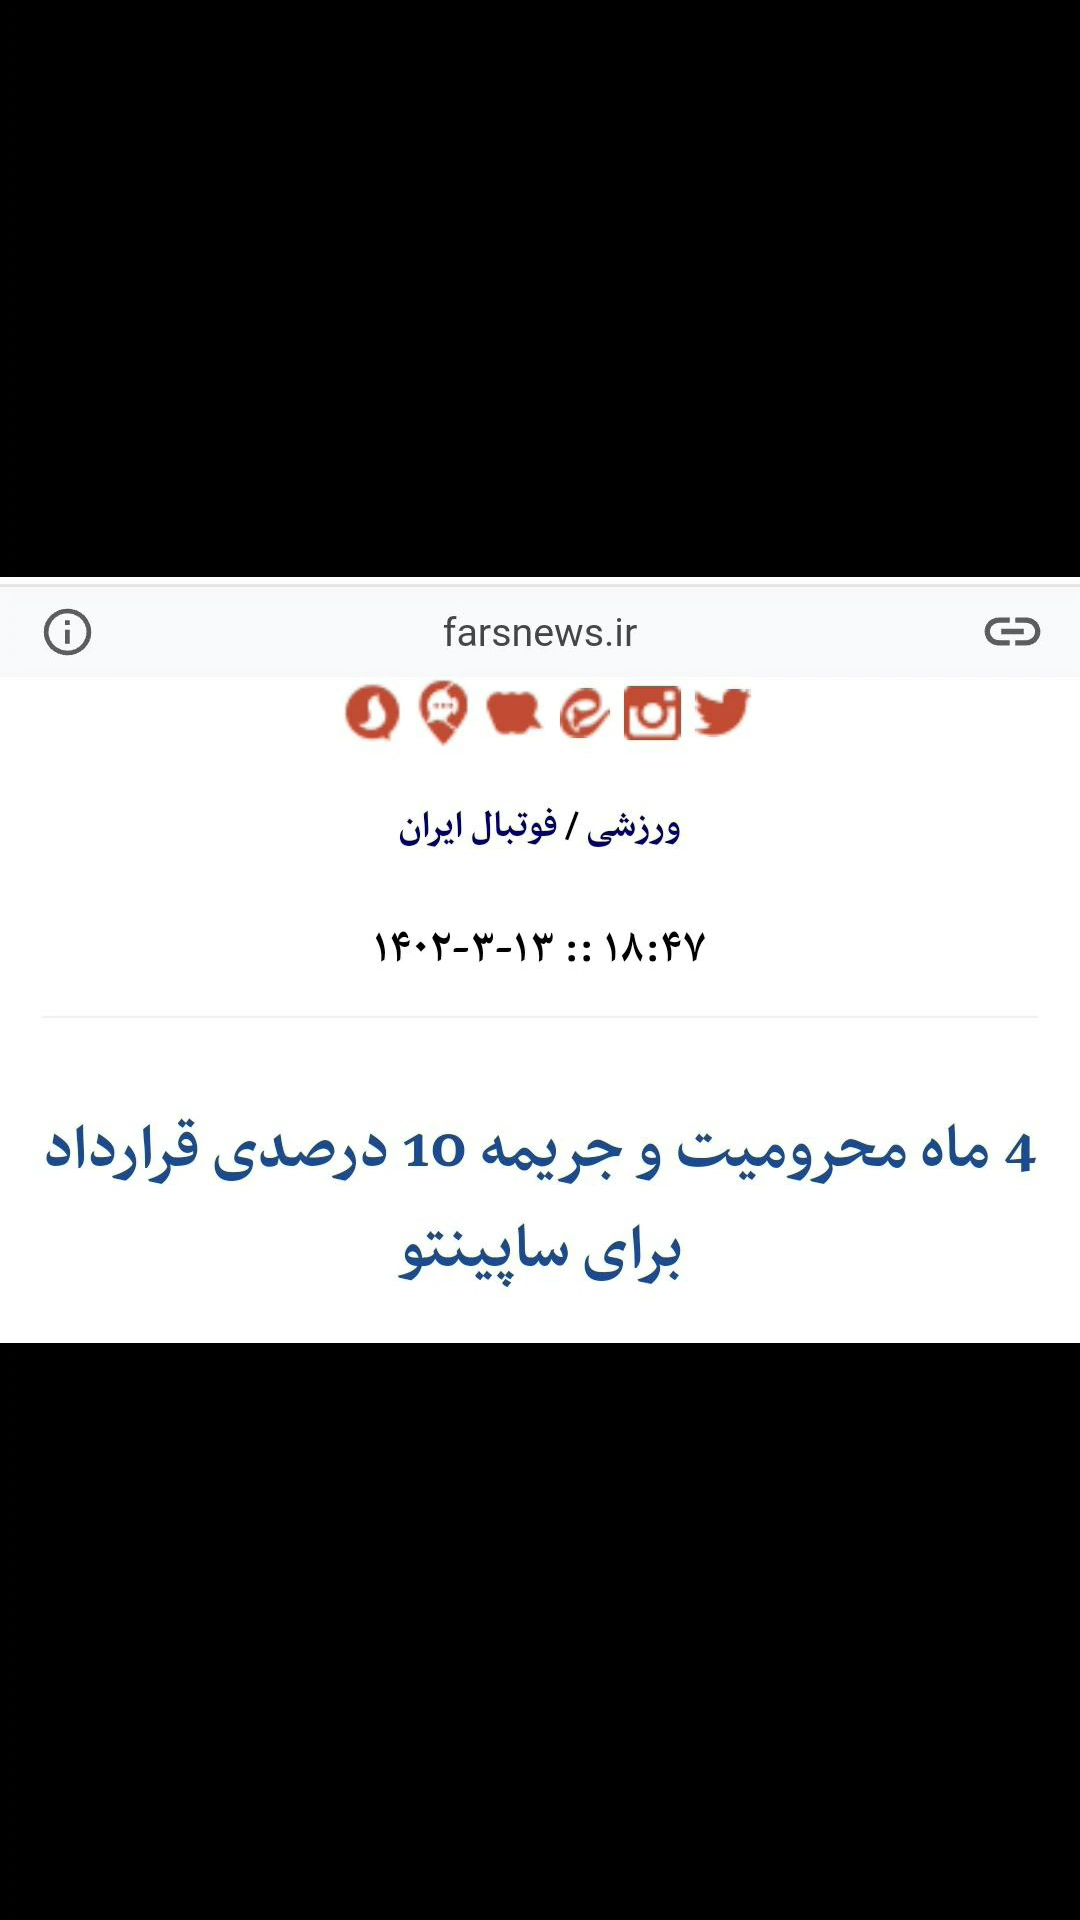 farsnews.ir
ورزشی / فوتبال ایران
۱۴۰۲-۳-۱۳ :: ۱۸:۴۷
4 ماه محرومیت و جریمه 10 درصدی قرارداد
برای ساپینتو